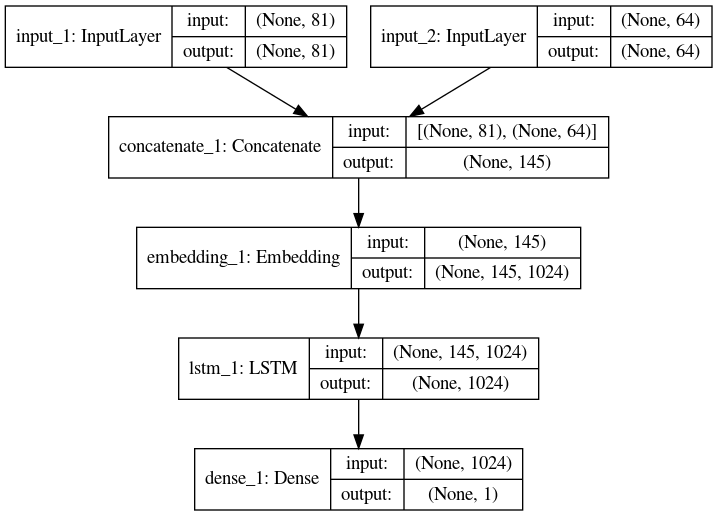 input_1: InputLayer
input: (None, 81)
output: (None, 81)
input_2: InputLayer
input: (None, 64)
output: (None, 64)
concatenate_1: Concatenate
input: [(None, 81), (None, 64)]
output: (None, 145)
embedding_1: Embedding
input: (None, 145)
output: (None, 145, 1024)
lstm_1: LSTM
input: (None, 145, 1024)
output: (None, 1024)
dense_1: Dense
input: (None, 1024)
output: (None, 1)